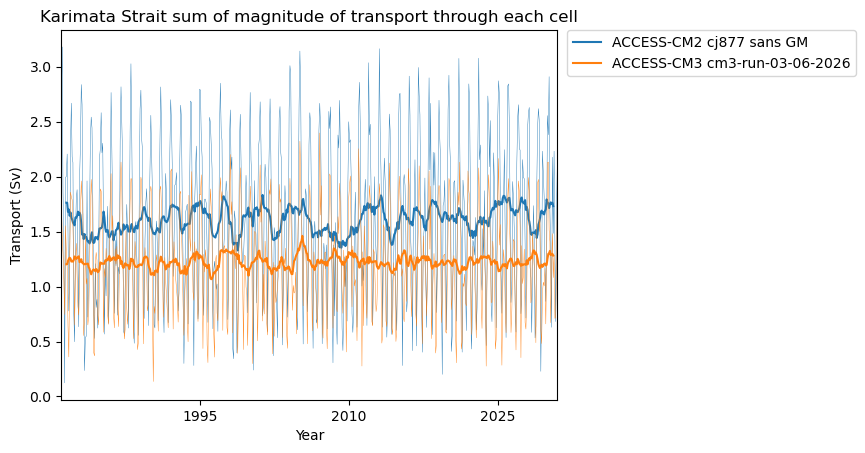 Karimata Strait sum of magnitude of transport through each cell
ACCESS-CM2 cj877 sans GM
ACCESS-CM3 cm3-run-03-06-2026
Transport (Sv)
3.0
2.5
2.0
1.5
1.0
0.5
0.0
1995
2010
2025
Year